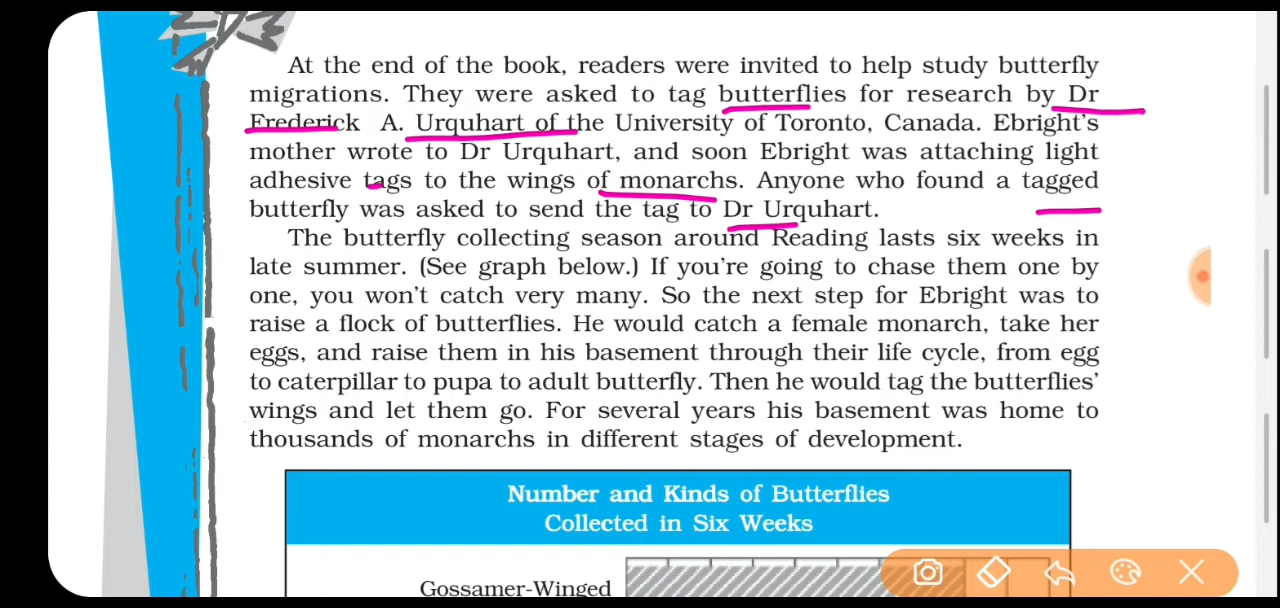 At the end of the book, readers were invited to help study butterfly
migrations. They were asked to tag butterflies for research by Dr
Frederick A. Urquhart of the University of Toronto, Canada. Ebright's
mother wrote to Dr Urquhart, and soon Ebright was attaching light
adhesive tags to the wings of monarchs. Anyone who found a tagged
butterfly was asked to send the tag to Dr Urquhart.
The butterfly collecting season around Reading lasts six weeks in
late summer. (See graph below.) If you're going to chase them one by
one, you won't catch very many. So the next step for Ebright was to
raise a flock of butterflies. He would catch a female monarch, take her
eggs, and raise them in his basement through their life cycle, from egg
to caterpillar to pupa to adult butterfly. Then he would tag the butterflies'
wings and let them go. For several years his basement was home to
thousands of monarchs in different stages of development.
Number and Kinds of Butterflies
Collected in Six Weeks
Gossamer-Winged